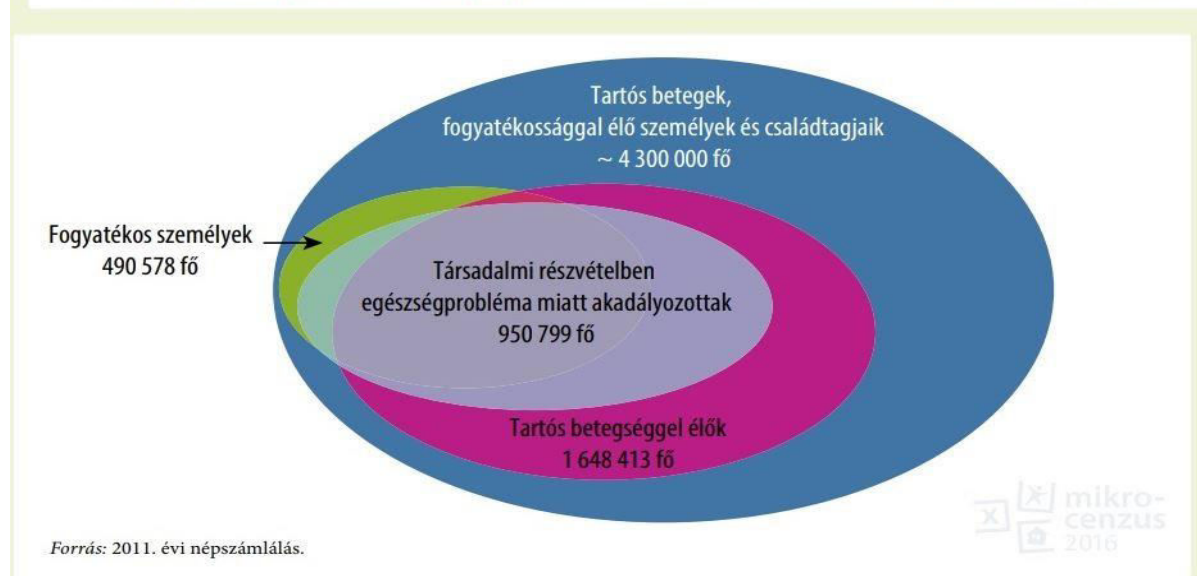 Tartós betegek,
fogyatékossággal élő személyek és családtagjaik
~ 4 300 000 fő
Fogyatékos személyek
490 578 fő
Társadalmi részvételben
egészségprobléma miatt akadályozottak
950 799 fő
Tartós betegséggel élők
1 648 413 fő
mikro-
cenzus
2016
Forrás: 2011. évi népszámlálás.